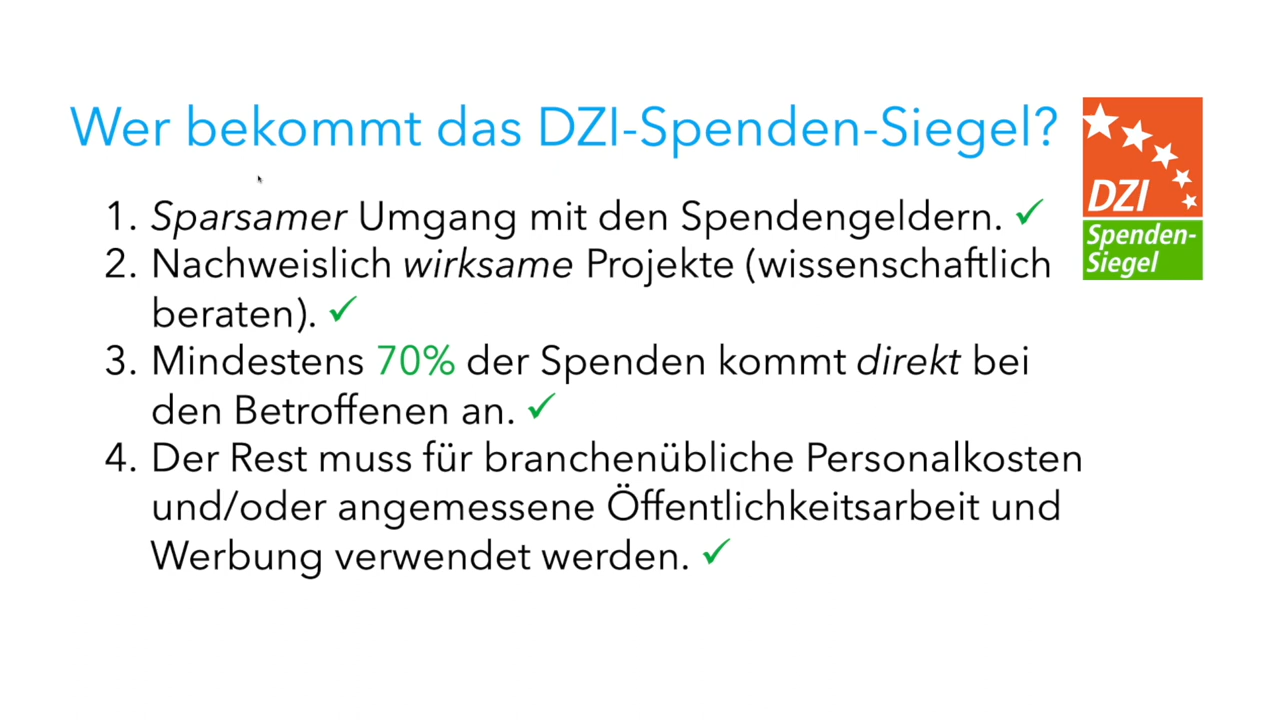 Wer bekommt das DZI-Spenden-Siegel?
DZI
Spenden-
Siegel
1. Sparsamer Umgang mit den Spendengeldern. ✓
2. Nachweislich wirksame Projekte (wissenschaftlich
beraten). ✓
3. Mindestens 70% der Spenden kommt direkt bei
den Betroffenen an. ✓
4. Der Rest muss für branchenübliche Personalkosten
und/oder angemessene Öffentlichkeitsarbeit und
Werbung verwendet werden. ✓